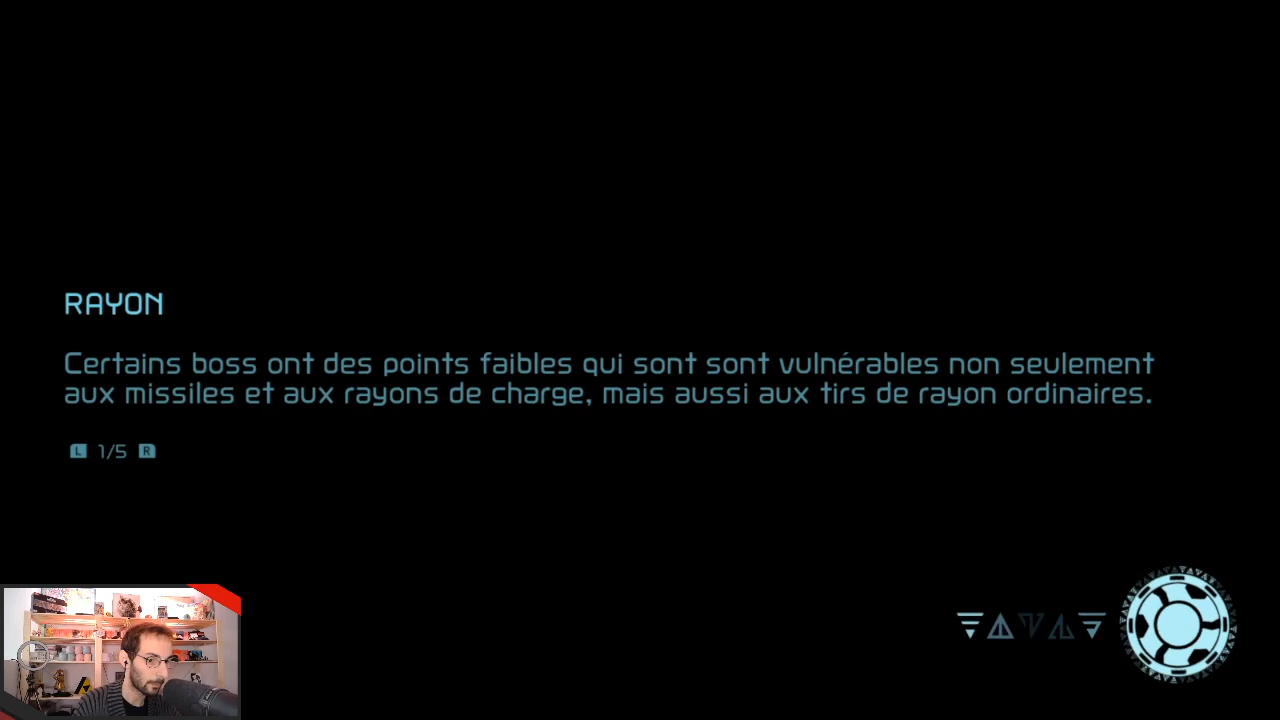 RAYON
Certains boss ont des points faibles qui sont sont vulnérables non seulement
aux missiles et aux rayons de charge, mais aussi aux tirs de rayon ordinaires.
L 1/5 R